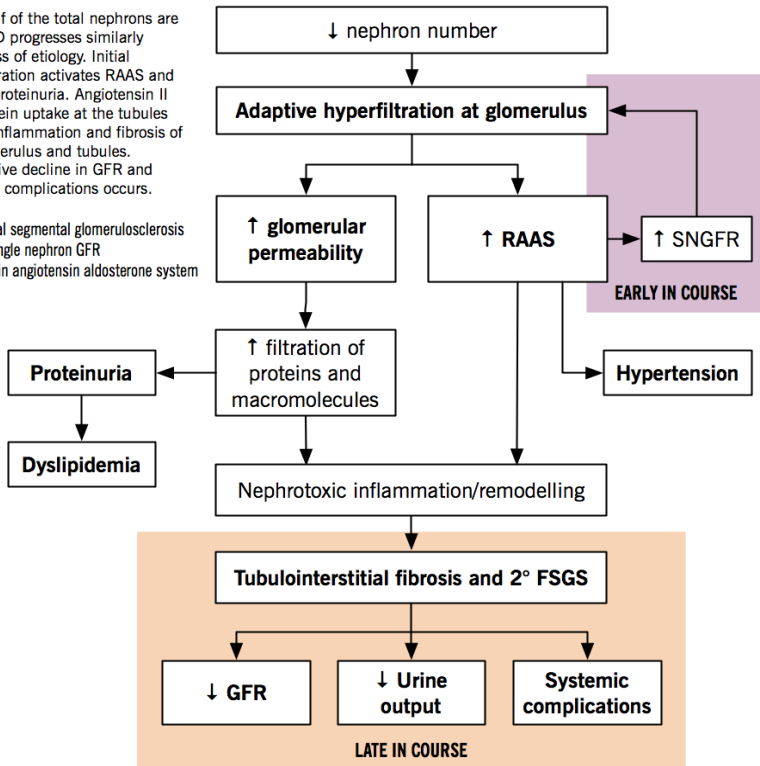 f of the total nephrons are
D progresses similarly
ss of etiology. Initial
ration activates RAAS and
roteinuria. Angiotensin II
ein uptake at the tubules
nflammation and fibrosis of
erulus and tubules.
ive decline in GFR and
complications occurs.
al segmental glomerulosclerosis
ngle nephron GFR
in angiotensin aldosterone system
↓ nephron number
Adaptive hyperfiltration at glomerulus
↑ glomerular
permeability
↑ RAAS
↑ SNGFR
EARLY IN COURSE
↑ filtration of
proteins and
macromolecules
Proteinuria
Hypertension
Dyslipidemia
Nephrotoxic inflammation/remodelling
Tubulointerstitial fibrosis and 2° FSGS
↓ GFR
↓ Urine
output
Systemic
complications
LATE IN COURSE